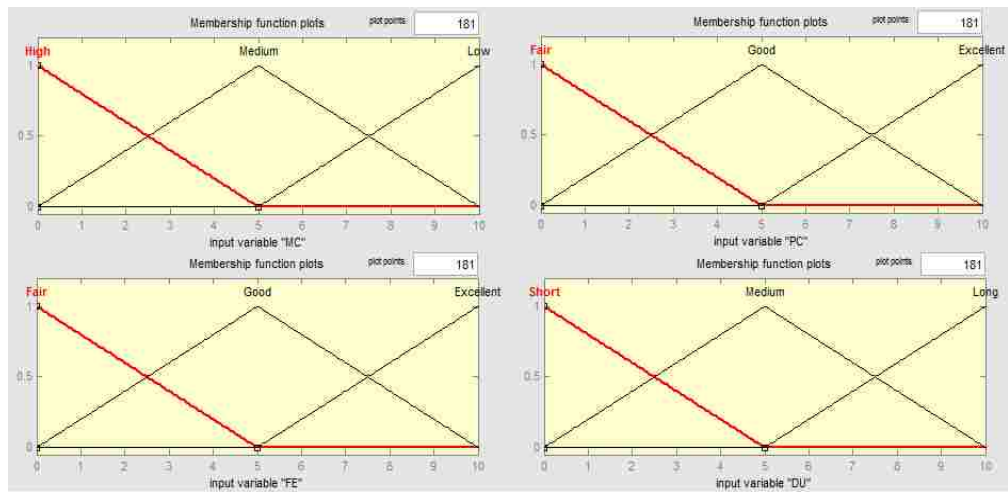 Membership function plots plot points: 181
High Medium Low
1
0.5
0
0 1 2 3 4 5 6 7 8 9 10
input variable "MC"
Membership function plots plot points: 181
Fair Good Excellent
1
0.5
0
0 1 2 3 4 5 6 7 8 9 10
input variable "PC"
Membership function plots plot points: 181
Fair Good Excellent
1
0.5
0
0 1 2 3 4 5 6 7 8 9 10
input variable "FE"
Membership function plots plot points: 181
Short Medium Long
1
0.5
0
0 1 2 3 4 5 6 7 8 9 10
input variable "DU"